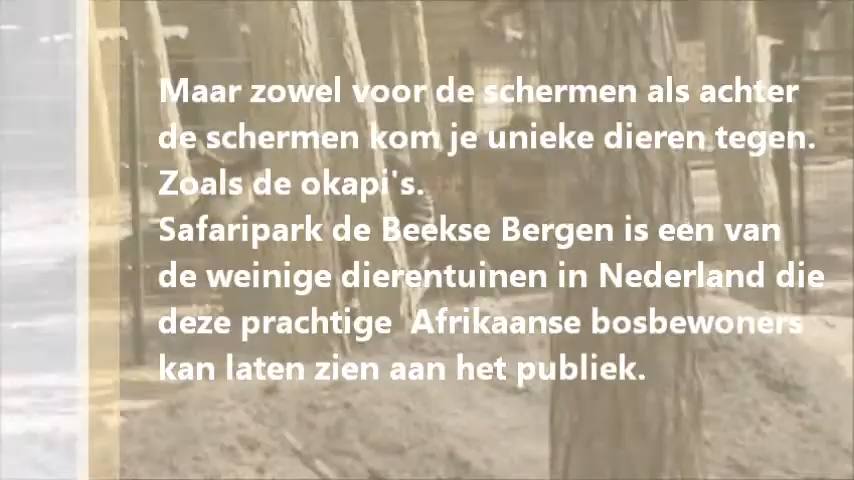 Maar zowel voor de schermen als achter
de schermen kom je unieke dieren tegen.
Zoals de okapi's.
Safaripark de Beekse Bergen is een van
de weinige dierentuinen in Nederland die
deze prachtige  Afrikaanse bosbewoners
kan laten zien aan het publiek.